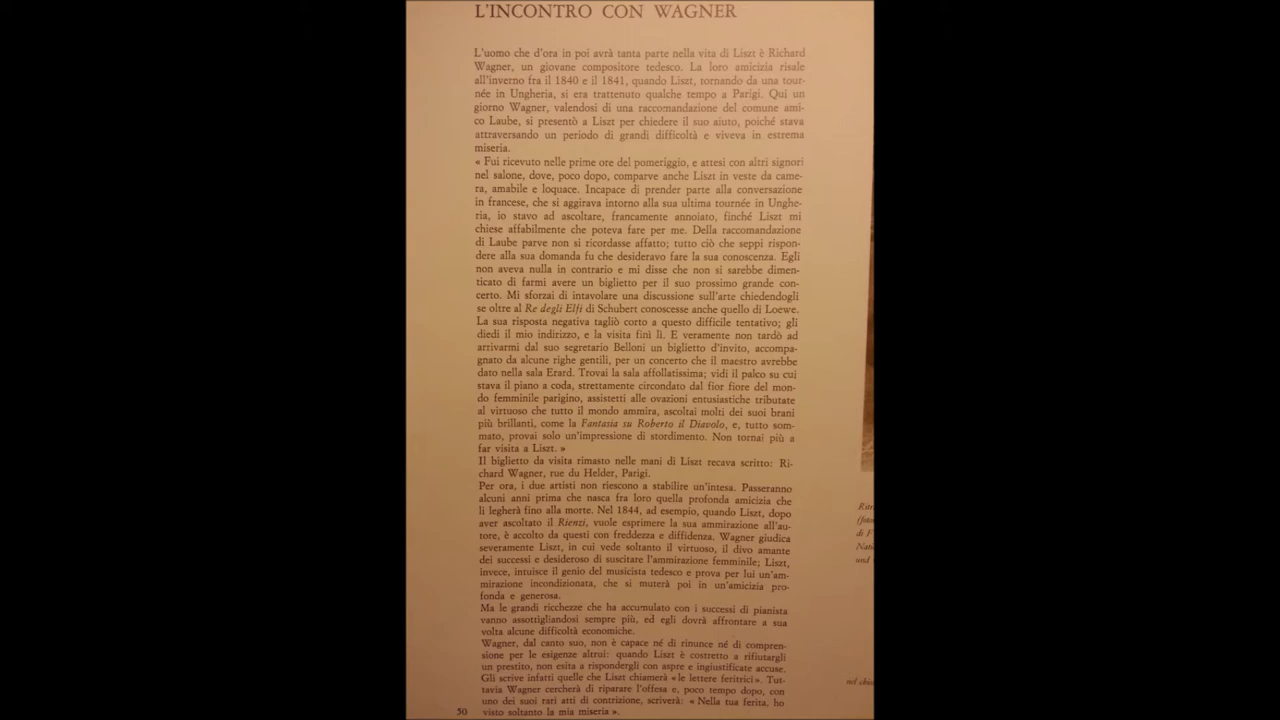 L'INCONTRO CON WAGNER
L'uomo che d'ora in poi avrà tanta parte nella vita di Liszt è Richard
Wagner, un giovane compositore tedesco. La loro amicizia risale
all'inverno fra il 1840 e il 1841, quando Liszt, tornando da una tour-
née in Ungheria, si era trattenuto qualche tempo a Parigi. Qui un
giorno Wagner, valendosi di una raccomandazione del comune ami-
co Laube, si presentò a Liszt per chiedere il suo aiuto, poiché stava
attraversando un periodo di grandi difficoltà e viveva in estrema
miseria.
« Fui ricevuto nelle prime ore del pomeriggio, e attesi con altri signori
nel salone, dove, poco dopo, comparve anche Liszt in veste da came-
ra, amabile e loquace. Incapace di prender parte alla conversazione
in francese, che si aggirava intorno alla sua ultima tournée in Unghe-
ria, io stavo ad ascoltare, francamente annoiato, finché Liszt mi
chiese affabilmente che poteva fare per me. Della raccomandazione
di Laube parve non si ricordasse affatto; tutto ciò che seppi rispon-
dere alla sua domanda fu che desideravo fare la sua conoscenza. Egli
non aveva nulla in contrario e mi disse che non si sarebbe dimen-
ticato di farmi avere un biglietto per il suo prossimo grande con-
certo. Mi sforzai di intavolare una discussione sull'arte chiedendogli
se oltre al Re degli Elfi di Schubert conoscesse anche quello di Loewe.
La sua risposta negativa tagliò corto a questo difficile tentativo; gli
diedi il mio indirizzo, e la visita finì lì. E veramente non tardò ad
arrivarmi dal suo segretario Belloni un biglietto d'invito, accompa-
gnato da alcune righe gentili, per un concerto che il maestro avrebbe
dato nella sala Erard. Trovai la sala affollatissima; vidi il palco su cui
stava il piano a coda, strettamente circondato dal fior fiore del mon-
do femminile parigino, assistetti alle ovazioni entusiastiche tributate
al virtuoso che tutto il mondo ammira, ascoltai molti dei suoi brani
più brillanti, come la Fantasia su Roberto il Diavolo, e, tutto som-
mato, provai solo un'impressione di stordimento. Non tornai più a
far visita a Liszt. »
Il biglietto da visita rimasto nelle mani di Liszt recava scritto: Ri-
chard Wagner, rue du Helder, Parigi.
Per ora, i due artisti non riescono a stabilire un'intesa. Passeranno
alcuni anni prima che nasca fra loro quella profonda amicizia che
li legherà fino alla morte. Nel 1844, ad esempio, quando Liszt, dopo
aver ascoltato il Rienzi, vuole esprimere la sua ammirazione all'au-
tore, è accolto da questi con freddezza e diffidenza. Wagner giudica
severamente Liszt, in cui vede soltanto il virtuoso, il divo amante
dei successi e desideroso di suscitare l'ammirazione femminile; Liszt,
invece, intuisce il genio del musicista tedesco e prova per lui un'am-
mirazione incondizionata, che si muterà poi in un'amicizia pro-
fonda e generosa.
Ma le grandi ricchezze che ha accumulato con i successi di pianista
vanno assottigliandosi sempre più, ed egli dovrà affrontare a sua
volta alcune difficoltà economiche.
Wagner, dal canto suo, non è capace né di rinunce né di compren-
sione per le esigenze altrui: quando Liszt è costretto a rifiutargli
un prestito, non esita a rispondergli con aspre e ingiustificate accuse.
Gli scrive infatti quelle che Liszt chiamerà « le lettere feritrici ». Tut-
tavia Wagner cercherà di riparare l'offesa e, poco tempo dopo, con
uno dei suoi rari atti di contrizione, scriverà: « Nella tua ferita, ho
visto soltanto la mia miseria ».
50
(foto
di F
und